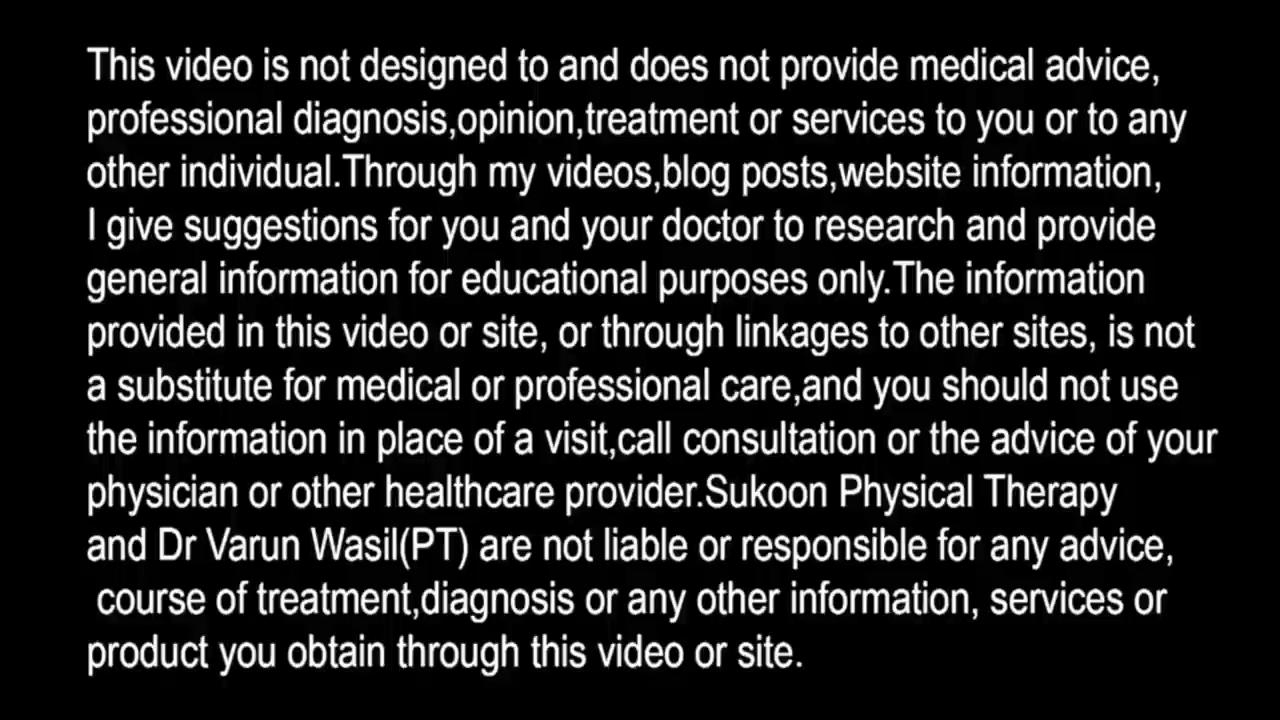 This video is not designed to and does not provide medical advice,
professional diagnosis,opinion,treatment or services to you or to any
other individual.Through my videos,blog posts,website information,
I give suggestions for you and your doctor to research and provide
general information for educational purposes only.The information
provided in this video or site, or through linkages to other sites, is not
a substitute for medical or professional care,and you should not use
the information in place of a visit,call consultation or the advice of your
physician or other healthcare provider.Sukoon Physical Therapy
and Dr Varun Wasil(PT) are not liable or responsible for any advice,
course of treatment,diagnosis or any other information, services or
product you obtain through this video or site.